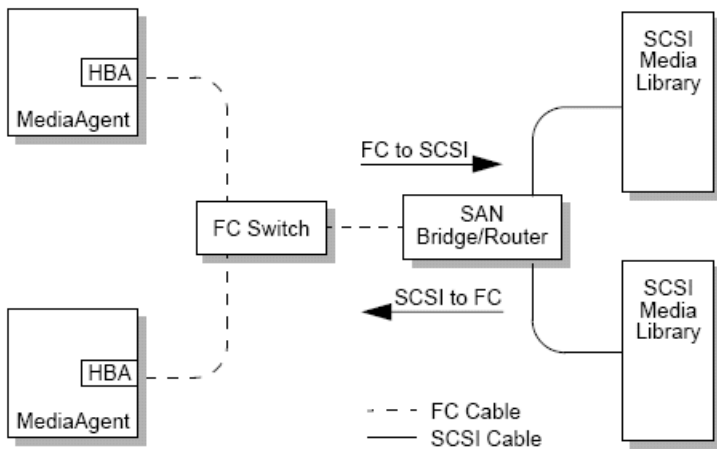 HBA
MediaAgent
SCSI
Media
Library
FC to SCSI
FC Switch
SAN
Bridge/Router
SCSI to FC
HBA
MediaAgent
SCSI
Media
Library
FC Cable
SCSI Cable